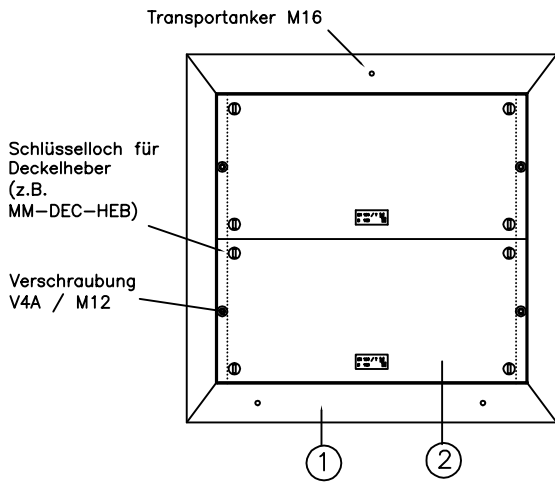 Transportanker M16
Schlüsselloch für
Deckelheber
(z.B.
MM-DEC-HEB)
Verschraubung
V4A / M12
1
2